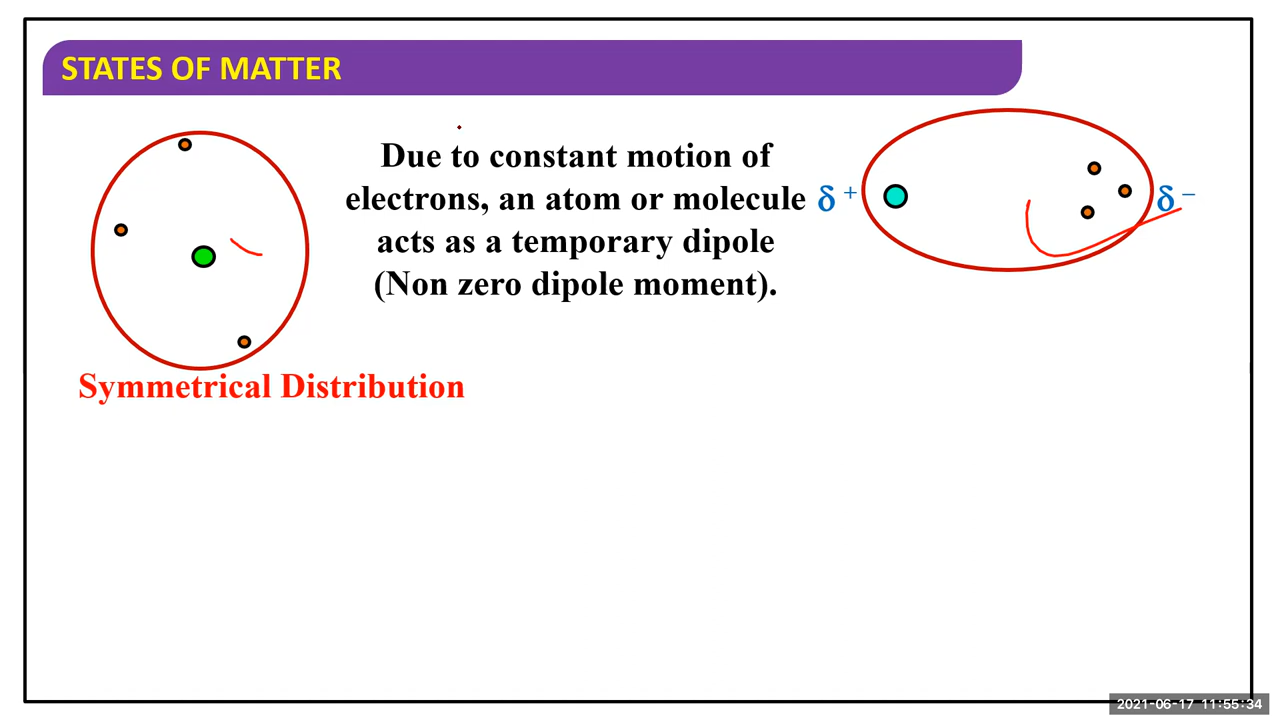 STATES OF MATTER
Due to constant motion of
electrons, an atom or molecule
acts as a temporary dipole
(Non zero dipole moment).
δ +
δ –
Symmetrical Distribution
2021-06-17 11:55:34